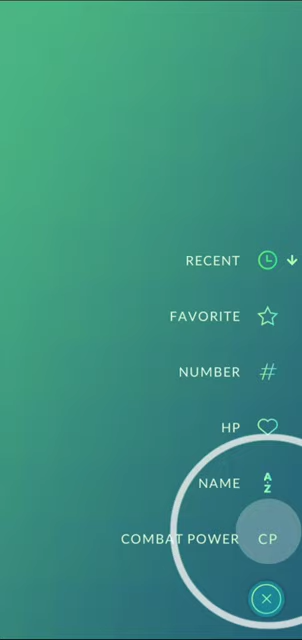 RECENT
FAVORITE
NUMBER #
HP
NAME A Z
COMBAT POWER CP